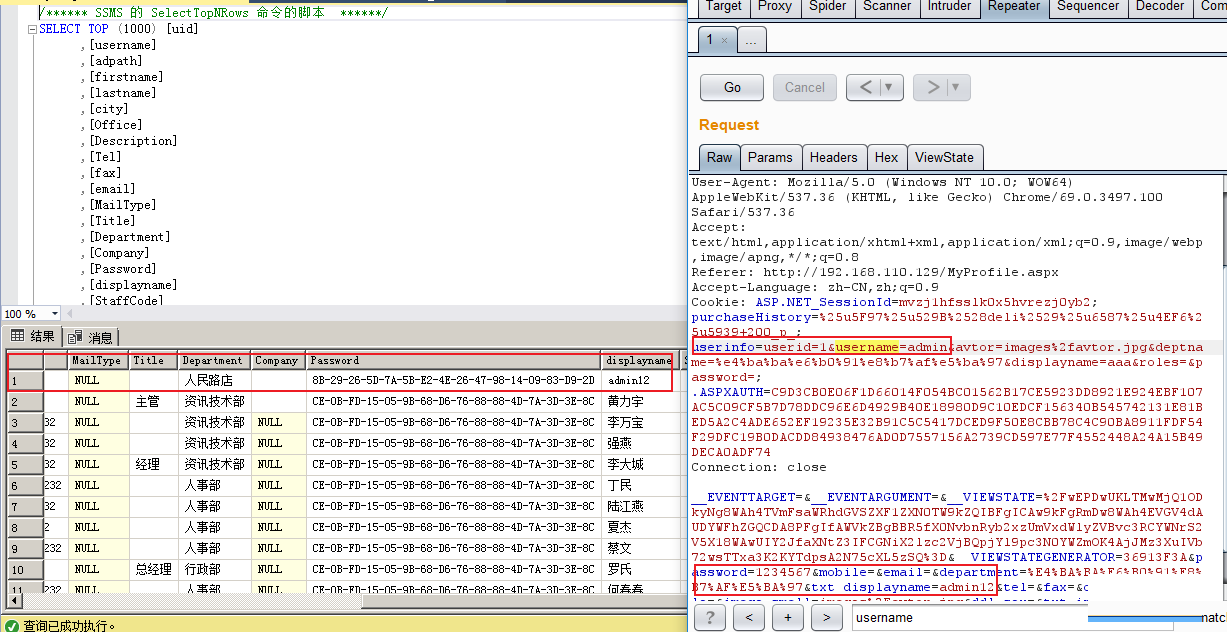 /****** SSMS 的 SelectTopNRows 命令的脚本 ******/
SELECT TOP (1000) [uid]
,[username]
,[adpath]
,[firstname]
,[lastname]
,[city]
,[Office]
,[Description]
,[Tel]
,[fax]
,[email]
,[MailType]
,[Title]
,[Department]
,[Company]
,[Password]
,[displayname]
,[StaffCode]
100 %
结果 消息
MailType Title Department Company Password displayname
1 NULL 人民路店 8B-29-26-5D-7A-5B-E2-4E-26-47-98-14-09-83-D9-2D admin12
2 NULL 主管 资讯技术部 CE-0B-FD-15-05-9B-68-D6-76-88-88-4D-7A-3D-3E-8C 黄力宇
3 32 NULL 资讯技术部 NULL CE-0B-FD-15-05-9B-68-D6-76-88-88-4D-7A-3D-3E-8C 李万宝
4 32 NULL 资讯技术部 NULL CE-0B-FD-15-05-9B-68-D6-76-88-88-4D-7A-3D-3E-8C 强燕
5 32 NULL 经理 资讯技术部 NULL CE-0B-FD-15-05-9B-68-D6-76-88-88-4D-7A-3D-3E-8C 李大城
6 232 NULL 人事部 NULL CE-0B-FD-15-05-9B-68-D6-76-88-88-4D-7A-3D-3E-8C 丁民
7 32 NULL 人事部 NULL CE-0B-FD-15-05-9B-68-D6-76-88-88-4D-7A-3D-3E-8C 陆江燕
8 2 NULL 人事部 NULL CE-0B-FD-15-05-9B-68-D6-76-88-88-4D-7A-3D-3E-8C 夏杰
9 232 NULL 人事部 NULL CE-0B-FD-15-05-9B-68-D6-76-88-88-4D-7A-3D-3E-8C 蔡文
10 NULL 总经理 行政部 NULL CE-0B-FD-15-05-9B-68-D6-76-88-88-4D-7A-3D-3E-8C 罗氏
11 232 NULL 人事部 NULL CE-0B-FD-15-05-9B-68-D6-76-88-88-4D-7A-3D-3E-8C 何春春
查询已成功执行。
Target Proxy Spider Scanner Intruder Repeater Sequencer Decoder Com
1 × ...
Go Cancel < >
Request
Raw Params Headers Hex ViewState
User-Agent: Mozilla/5.0 (Windows NT 10.0; WOW64)
AppleWebKit/537.36 (KHTML, like Gecko) Chrome/69.0.3497.100
Safari/537.36
Accept:
text/html,application/xhtml+xml,application/xml;q=0.9,image/webp
,image/apng,*/*;q=0.8
Referer: http://192.168.110.129/MyProfile.aspx
Accept-Language: zh-CN,zh;q=0.9
Cookie: ASP.NET_SessionId=mvzj1hfsslk0x5hvrezj0yb2;
purchaseHistory=%25u5F97%25u529B%2528deli%2529%25u6587%25u4EF6%2
5u5939+200_p_;
userinfo=userid=1&username=admin&avtor=images%2favtor.jpg&deptna
me=%e4%ba%ba%e6%b0%91%e8%b7%af%e5%ba%97&displayname=aaa&roles=&p
assword=;
.ASPXAUTH=C9D3CB0E06F1D66014F054BC01562B17CE5923DD8921E924EBF107
AC5C09CF5B7D78DDC96E6D4929B40E18980D9C10EDCF156340B545742131E81B
ED5A2C4ADE652EF19235E32B91C5C5417DCED9F50E8CBB78C4C90BA8911FDF54
F29DFC19B0DACDD84938476AD0D7557156A2739CD597E77F4552448A24A15B49
DECA0ADF74
Connection: close
__EVENTTARGET=&__EVENTARGUMENT=&__VIEWSTATE=%2FwEPDwUKLTMwMjQ1OD
kyNg8WAh4TVmFsaWRhdGVSZXF1ZXN0TW9kZQIBFgICAw9kFgRmDw8WAh4EVGV4dA
assword=1234567&mobile=&email=&department=%E4%BA%BA%E6%B0%91%E8%
B7%AF%E5%BA%97&txt_displayname=admin12&tel=&fax=&c
? < + > username
matc